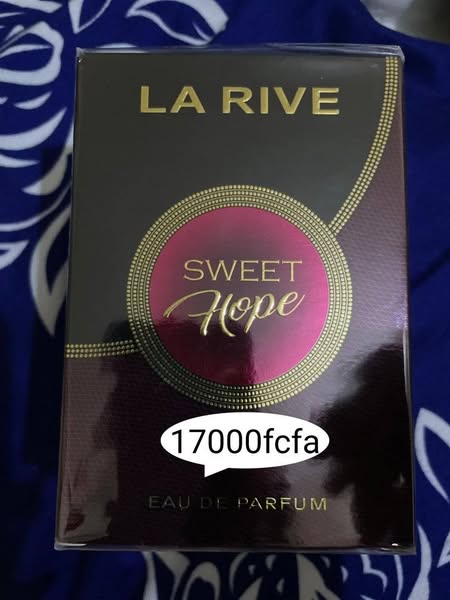 LA RIVE
SWEET
Hope
17000fcfa
EAU DE PARFUM